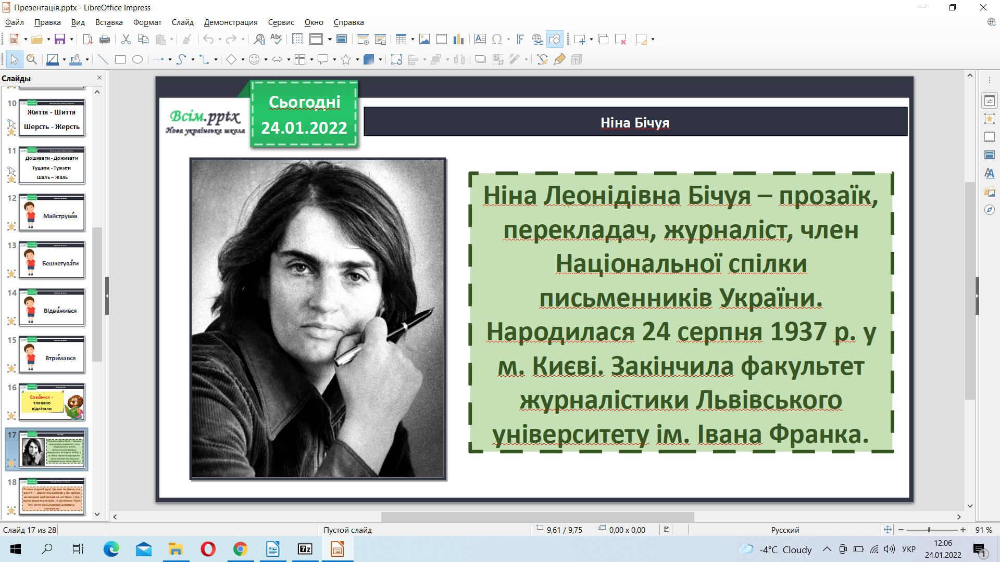 Презентація.pptx - LibreOffice Impress
Файл Правка Вид Вставка Формат Слайд Демонстрация Сервис Окно Справка
Слайды
10
Життя - Шиття
Шерсть - Жерсть
11
Дошивати - Доживати
Тушити - Тужити
Шаль – Жаль
12
Майструва́в
13
Бешкетува́ти
14
Відва́жився
15
Втри́мався
16
Саха́лися -
злякано
відлітали
17
18
Всім.pptx
Нова українська школа
Сьогодні
24.01.2022
Ніна Бічуя
Ніна Леонідівна Бічуя – прозаїк,
перекладач, журналіст, член
Національної спілки
письменників України.
Народилася 24 серпня 1937 р. у
м. Києві. Закінчила факультет
журналістики Львівського
університету ім. Івана Франка.
Слайд 17 из 28
Пустой слайд
9,61 / 9,75
0,00 x 0,00
Русский
91 %
-4°C Cloudy
УКР
12:06
24.01.2022
1